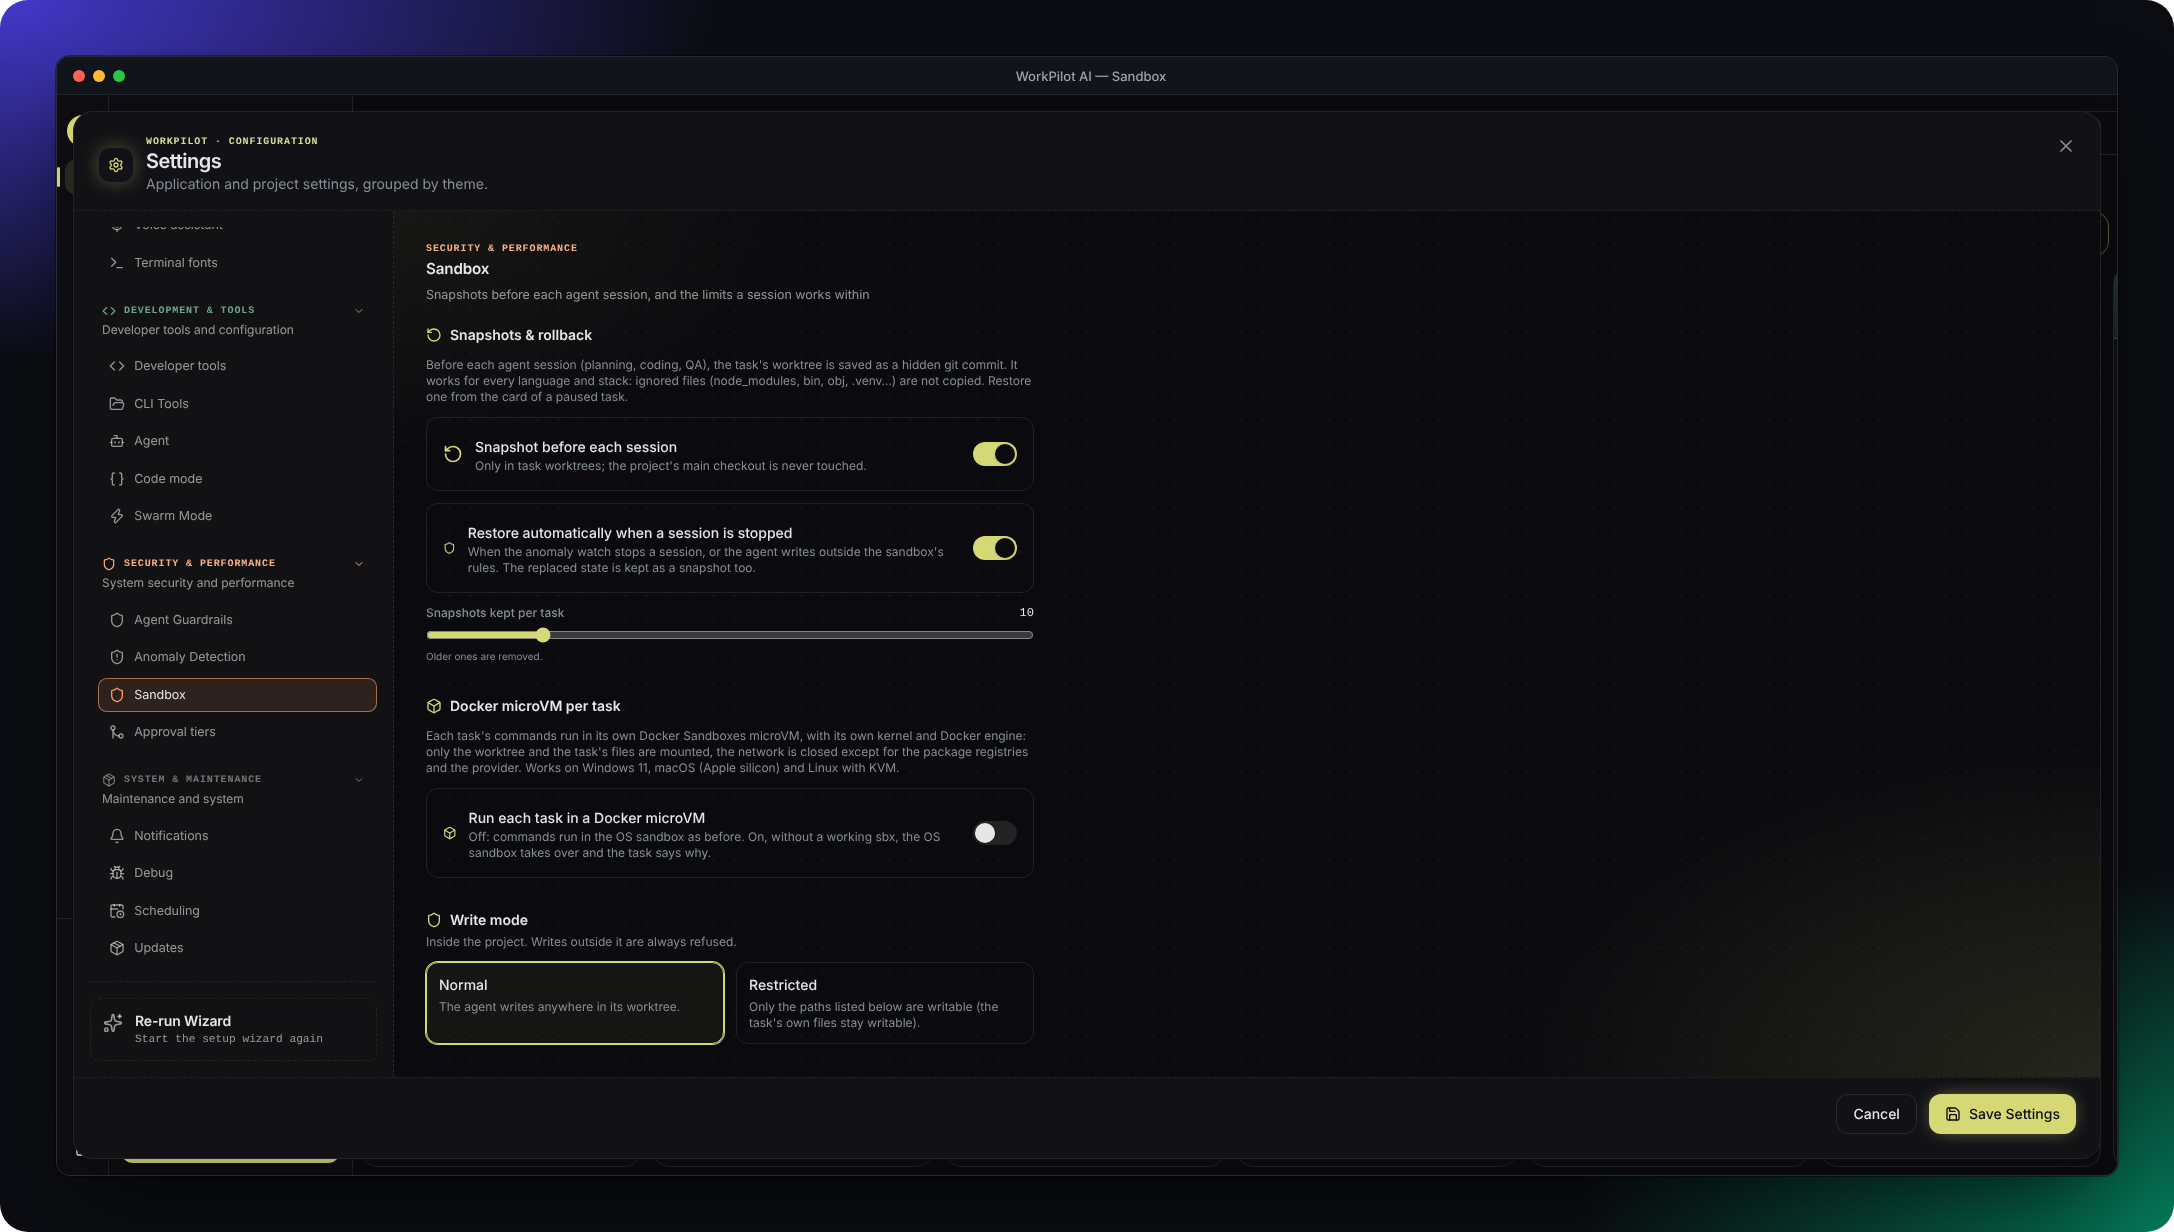 WorkPilot AI — Sandbox
WORKPILOT · CONFIGURATION
Settings
Application and project settings, grouped by theme.
Terminal fonts
DEVELOPMENT & TOOLS
Developer tools and configuration
Developer tools
CLI Tools
Agent
Code mode
Swarm Mode
SECURITY & PERFORMANCE
System security and performance
Agent Guardrails
Anomaly Detection
Sandbox
Approval tiers
SYSTEM & MAINTENANCE
Maintenance and system
Notifications
Debug
Scheduling
Updates
Re-run Wizard
Start the setup wizard again
SECURITY & PERFORMANCE
Sandbox
Snapshots before each agent session, and the limits a session works within
Snapshots & rollback
Before each agent session (planning, coding, QA), the task's worktree is saved as a hidden git commit. It
works for every language and stack: ignored files (node_modules, bin, obj, .venv…) are not copied. Restore
one from the card of a paused task.
Snapshot before each session
Only in task worktrees; the project's main checkout is never touched.
Restore automatically when a session is stopped
When the anomaly watch stops a session, or the agent writes outside the sandbox's
rules. The replaced state is kept as a snapshot too.
Snapshots kept per task 10
Older ones are removed.
Docker microVM per task
Each task's commands run in its own Docker Sandboxes microVM, with its own kernel and Docker engine:
only the worktree and the task's files are mounted, the network is closed except for the package registries
and the provider. Works on Windows 11, macOS (Apple silicon) and Linux with KVM.
Run each task in a Docker microVM
Off: commands run in the OS sandbox as before. On, without a working sbx, the OS
sandbox takes over and the task says why.
Write mode
Inside the project. Writes outside it are always refused.
Normal
The agent writes anywhere in its worktree.
Restricted
Only the paths listed below are writable (the
task's own files stay writable).
Cancel
Save Settings